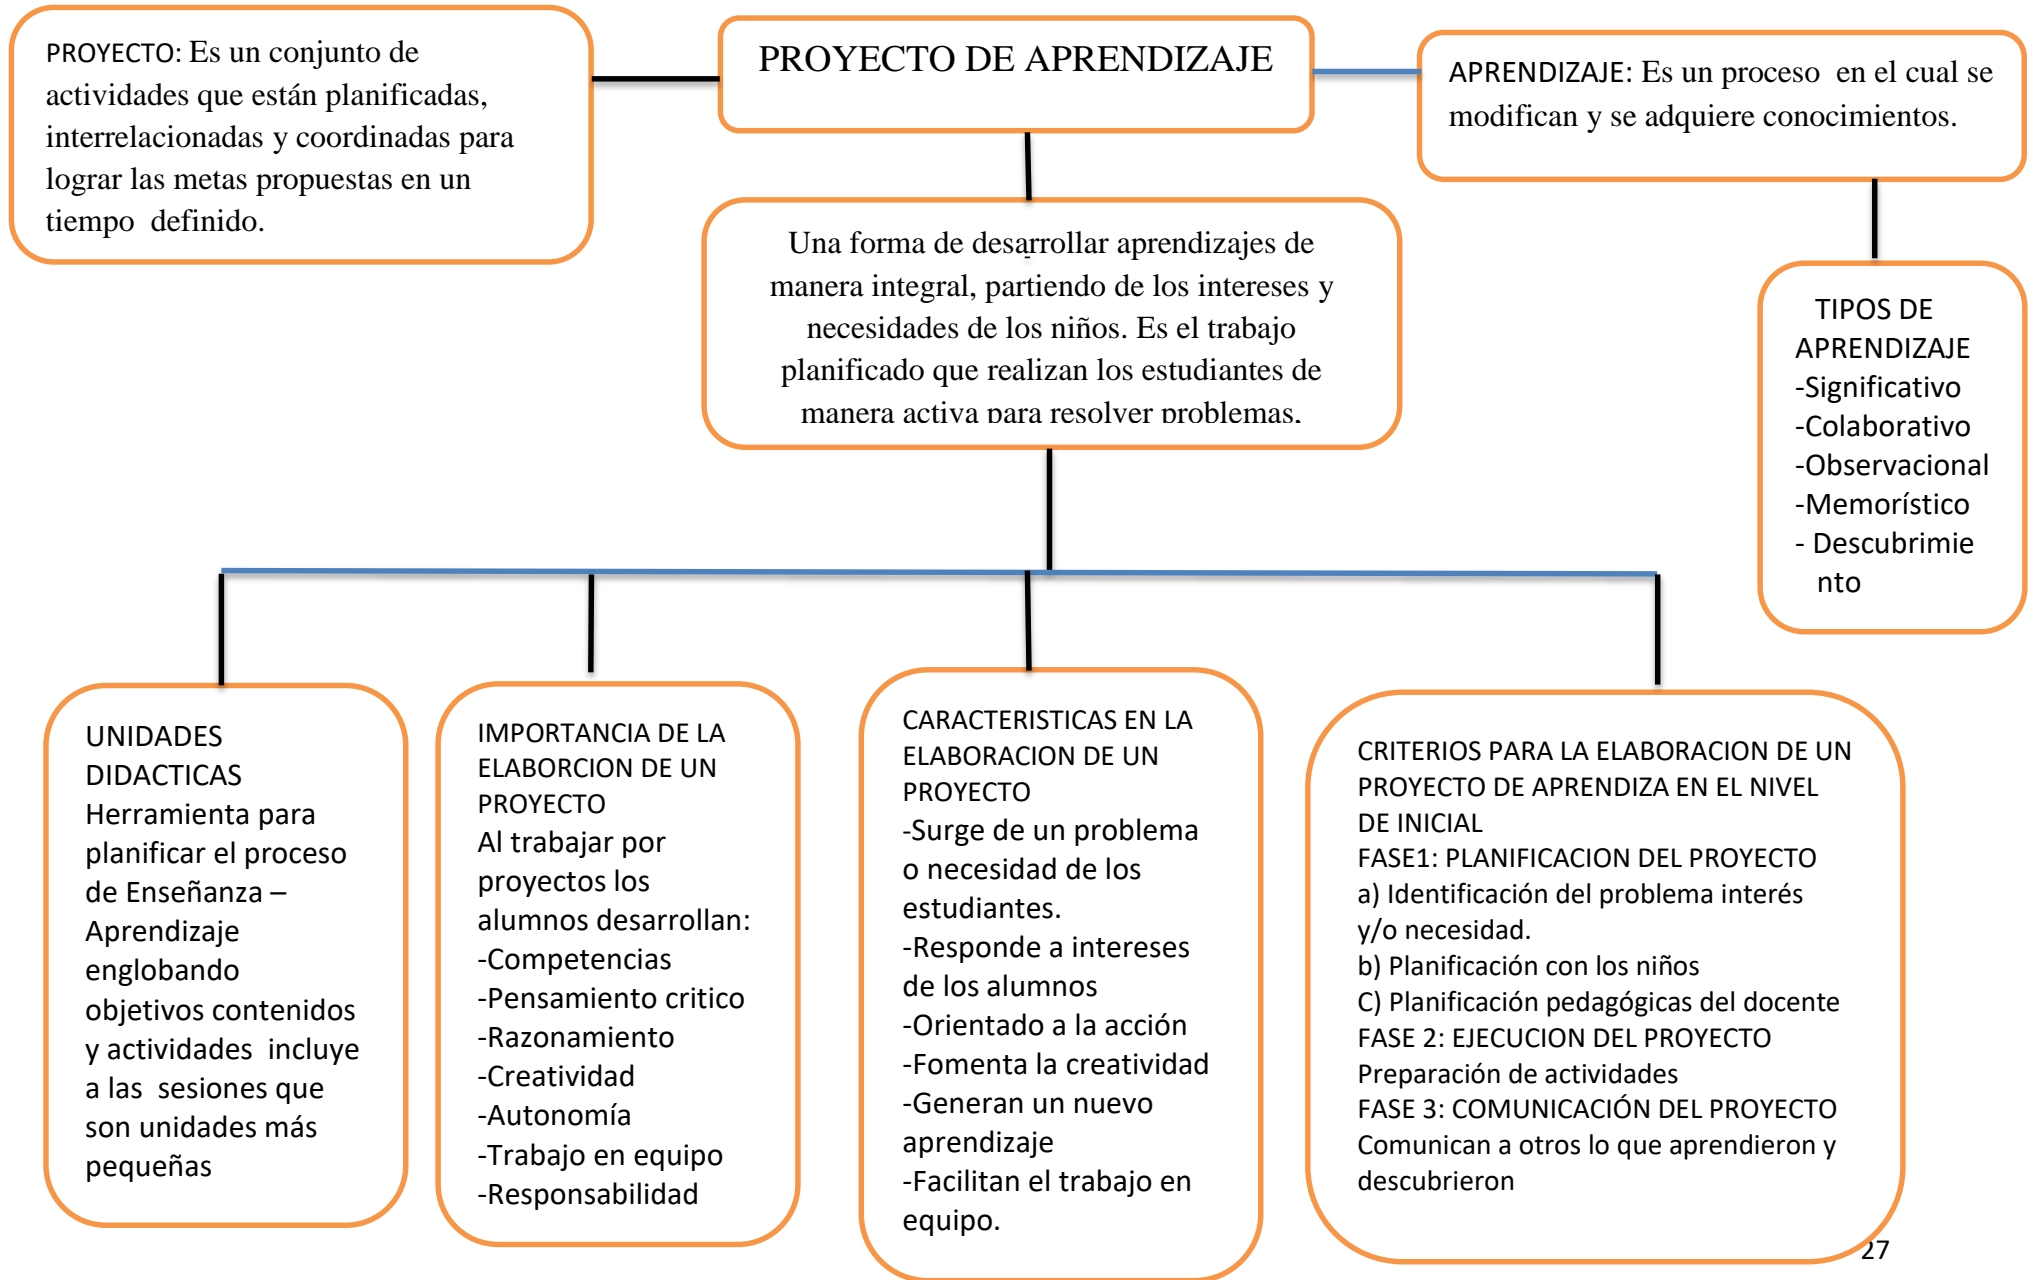 PROYECTO: Es un conjunto de
actividades que están planificadas,
interrelacionadas y coordinadas para
lograr las metas propuestas en un
tiempo  definido.
PROYECTO DE APRENDIZAJE
APRENDIZAJE: Es un proceso  en el cual se
modifican y se adquiere conocimientos.
Una forma de desarrollar aprendizajes de
manera integral, partiendo de los intereses y
necesidades de los niños. Es el trabajo
planificado que realizan los estudiantes de
manera activa para resolver problemas.
TIPOS DE
APRENDIZAJE
-Significativo
-Colaborativo
-Observacional
-Memorístico
- Descubrimie
nto
UNIDADES
DIDACTICAS
Herramienta para
planificar el proceso
de Enseñanza –
Aprendizaje
englobando
objetivos contenidos
y actividades  incluye
a las  sesiones que
son unidades más
pequeñas
IMPORTANCIA DE LA
ELABORCION DE UN
PROYECTO
Al trabajar por
proyectos los
alumnos desarrollan:
-Competencias
-Pensamiento critico
-Razonamiento
-Creatividad
-Autonomía
-Trabajo en equipo
-Responsabilidad
CARACTERISTICAS EN LA
ELABORACION DE UN
PROYECTO
-Surge de un problema
o necesidad de los
estudiantes.
-Responde a intereses
de los alumnos
-Orientado a la acción
-Fomenta la creatividad
-Generan un nuevo
aprendizaje
-Facilitan el trabajo en
equipo.
CRITERIOS PARA LA ELABORACION DE UN
PROYECTO DE APRENDIZA EN EL NIVEL
DE INICIAL
FASE1: PLANIFICACION DEL PROYECTO
a) Identificación del problema interés
y/o necesidad.
b) Planificación con los niños
C) Planificación pedagógicas del docente
FASE 2: EJECUCION DEL PROYECTO
Preparación de actividades
FASE 3: COMUNICACIÓN DEL PROYECTO
Comunican a otros lo que aprendieron y
descubrieron
27